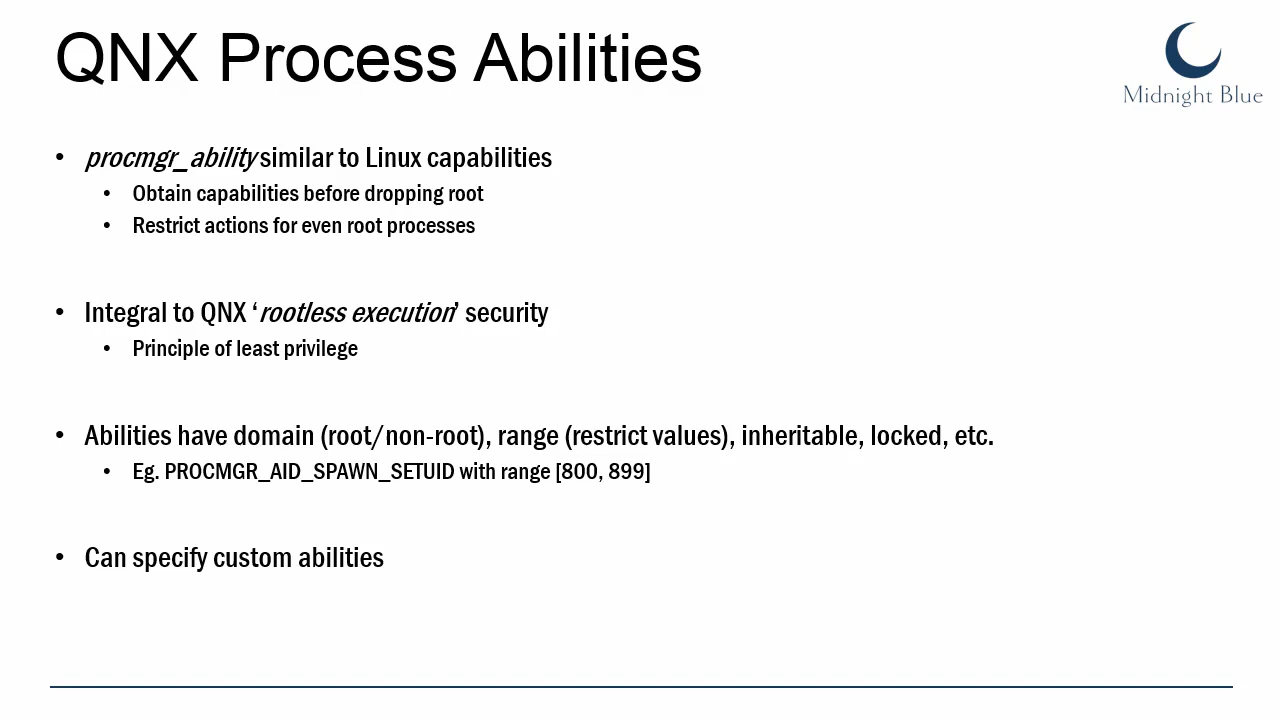 QNX Process Abilities
Midnight Blue
• procmgr_ability similar to Linux capabilities
• Obtain capabilities before dropping root
• Restrict actions for even root processes
• Integral to QNX ‘rootless execution’ security
• Principle of least privilege
• Abilities have domain (root/non-root), range (restrict values), inheritable, locked, etc.
• Eg. PROCMGR_AID_SPAWN_SETUID with range [800, 899]
• Can specify custom abilities